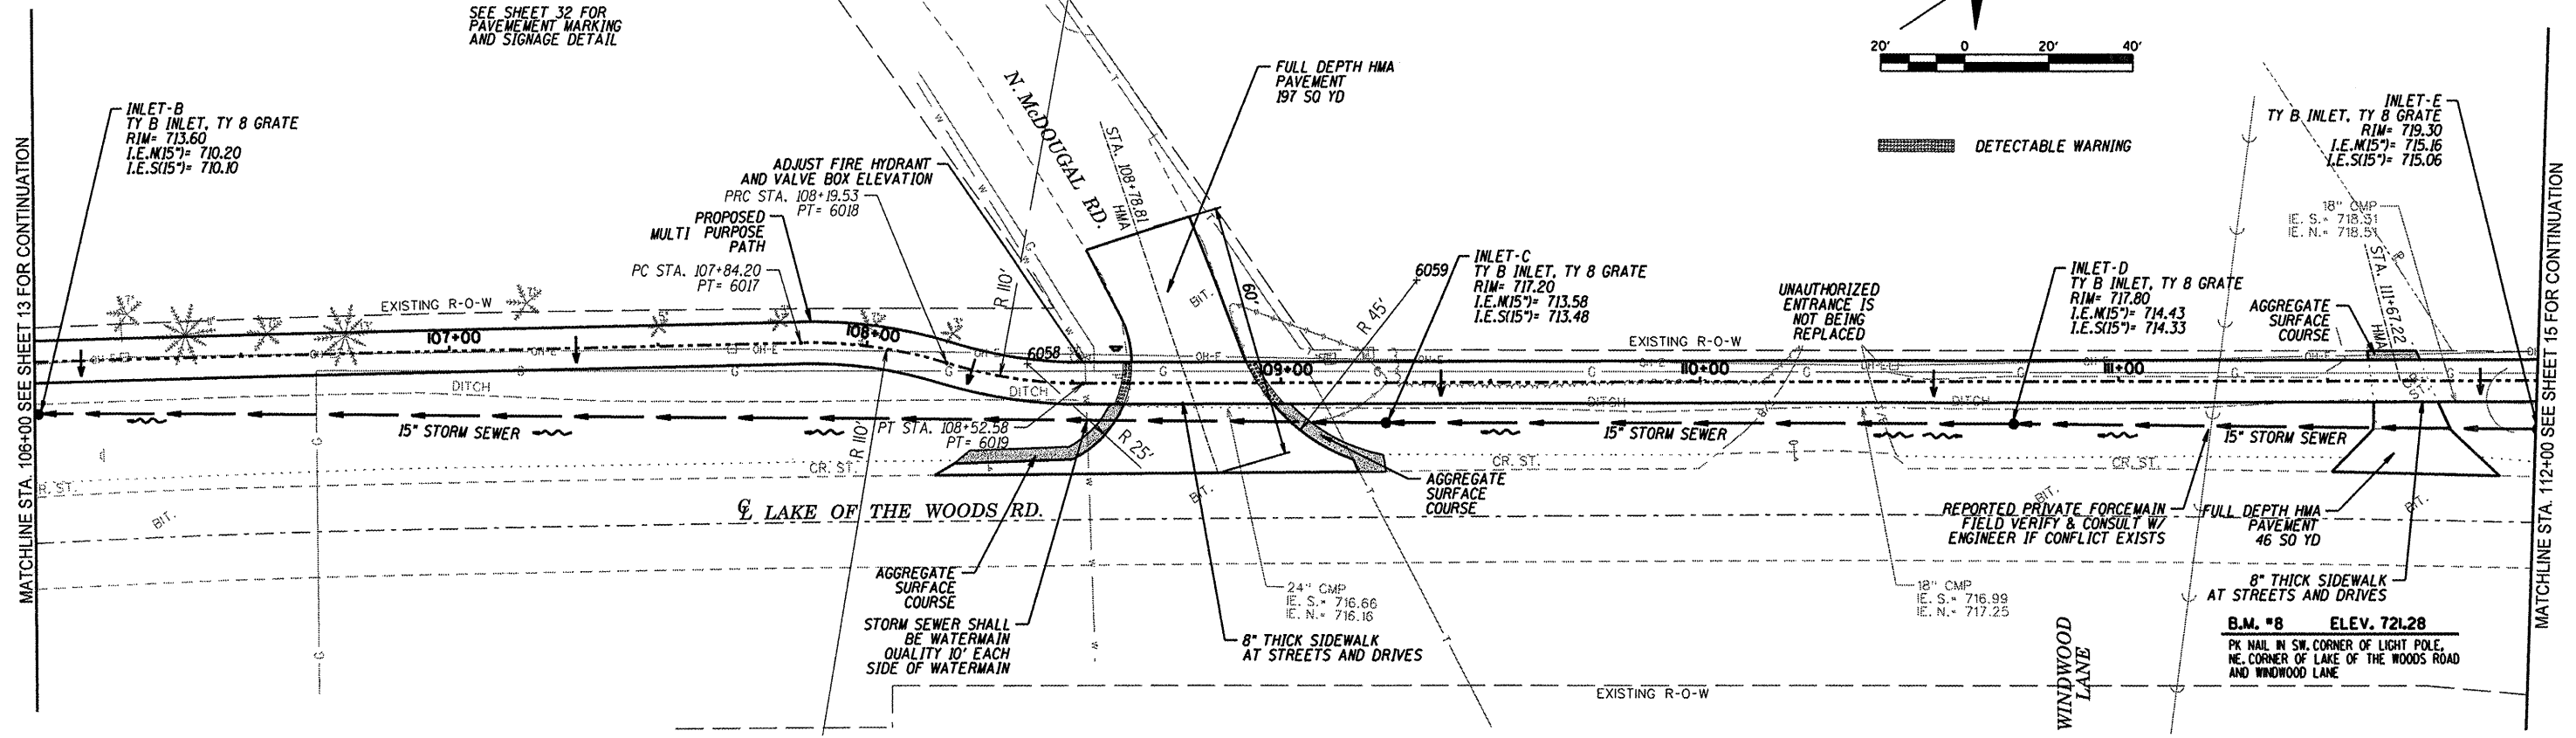 SEE SHEET 32 FOR
PAVEMEMENT MARKING
AND SIGNAGE DETAIL
20' 0 20' 40'
DETECTABLE WARNING
MATCHLINE STA. 106+00 SEE SHEET 13 FOR CONTINUATION
INLET-B
TY B INLET, TY 8 GRATE
RIM= 713.60
I.E.N(15")= 710.20
I.E.S(15")= 710.10
ADJUST FIRE HYDRANT
AND VALVE BOX ELEVATION
PRC STA. 108+19.53
PT= 6018
PROPOSED
MULTI PURPOSE
PATH
PC STA. 107+84.20
PT= 6017
N. McDOUGAL RD.
STA. 108+78.81
HMA
FULL DEPTH HMA
PAVEMENT
197 SQ YD
R 110'
BIT.
60'
R 45'
6059
INLET-C
TY B INLET, TY 8 GRATE
RIM= 717.20
I.E.N(15")= 713.58
I.E.S(15")= 713.48
UNAUTHORIZED
ENTRANCE IS
NOT BEING
REPLACED
INLET-D
TY B INLET, TY 8 GRATE
RIM= 717.80
I.E.N(15")= 714.43
I.E.S(15")= 714.33
INLET-E
TY B INLET, TY 8 GRATE
RIM= 719.30
I.E.N(15")= 715.16
I.E.S(15")= 715.06
18" CMP
IE. S.= 718.31
IE. N.= 718.51
STA. 111+67.22
HMA
AGGREGATE
SURFACE
COURSE
MATCHLINE STA. 112+00 SEE SHEET 15 FOR CONTINUATION
EXISTING R-O-W
EXISTING R-O-W
107+00
108+00
6058
109+00
110+00
111+00
OH-E
DITCH
DITCH
DITCH
DITCH
15" STORM SEWER
15" STORM SEWER
15" STORM SEWER
PT STA. 108+52.58
PT= 6019
R 110'
R 25'
CR. ST.
CR. ST.
CR. ST.
R. ST.
BIT.
BIT.
BIT.
BIT.
℄ LAKE OF THE WOODS RD.
AGGREGATE
SURFACE
COURSE
AGGREGATE
SURFACE
COURSE
STORM SEWER SHALL
BE WATERMAIN
QUALITY 10' EACH
SIDE OF WATERMAIN
8" THICK SIDEWALK
AT STREETS AND DRIVES
24" CMP
IE. S.= 716.66
IE. N.= 716.16
18" CMP
IE. S.= 716.99
IE. N.= 717.25
REPORTED PRIVATE FORCEMAIN
FIELD VERIFY & CONSULT W/
ENGINEER IF CONFLICT EXISTS
FULL DEPTH HMA
PAVEMENT
46 SQ YD
8" THICK SIDEWALK
AT STREETS AND DRIVES
WINDWOOD
LANE
B.M. #8 ELEV. 721.28
PK NAIL IN SW. CORNER OF LIGHT POLE,
NE. CORNER OF LAKE OF THE WOODS ROAD
AND WINDWOOD LANE
EXISTING R-O-W